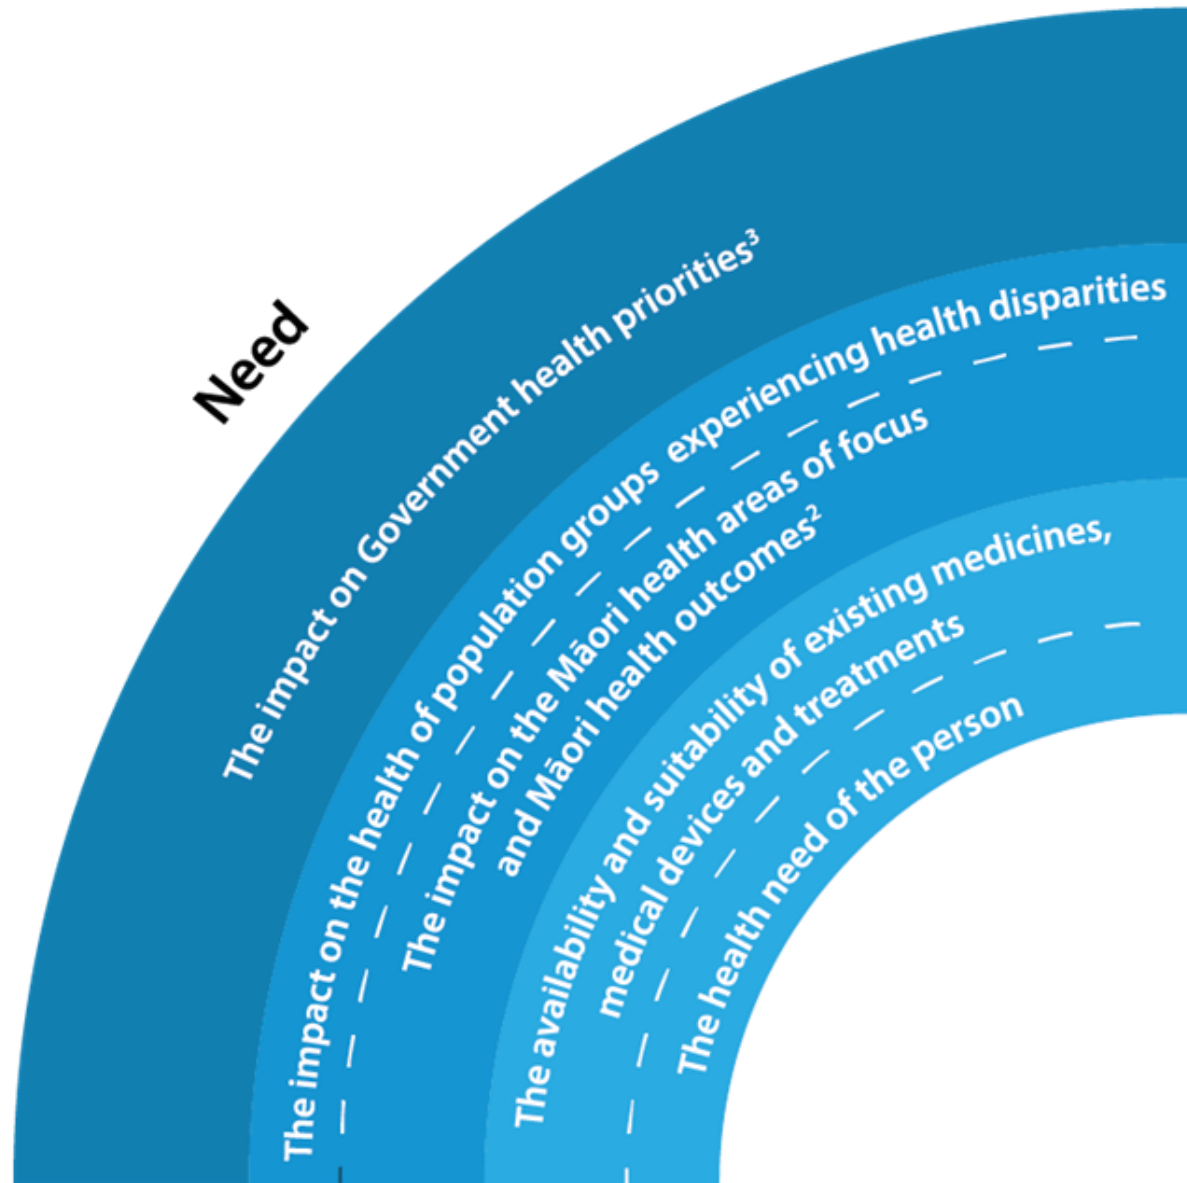 Need
The impact on Government health priorities³
The impact on the health of population groups experiencing health disparities
The impact on the Māori health areas of focus
and Māori health outcomes²
The availability and suitability of existing medicines,
medical devices and treatments
The health need of the person